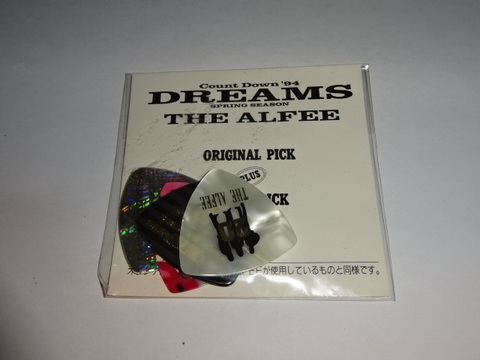 Count Down '94
DREAMS
SPRING SEASON
THE ALFEE
ORIGINAL PICK
PLUS
THE ALFEE
が使用しているものと同様です。